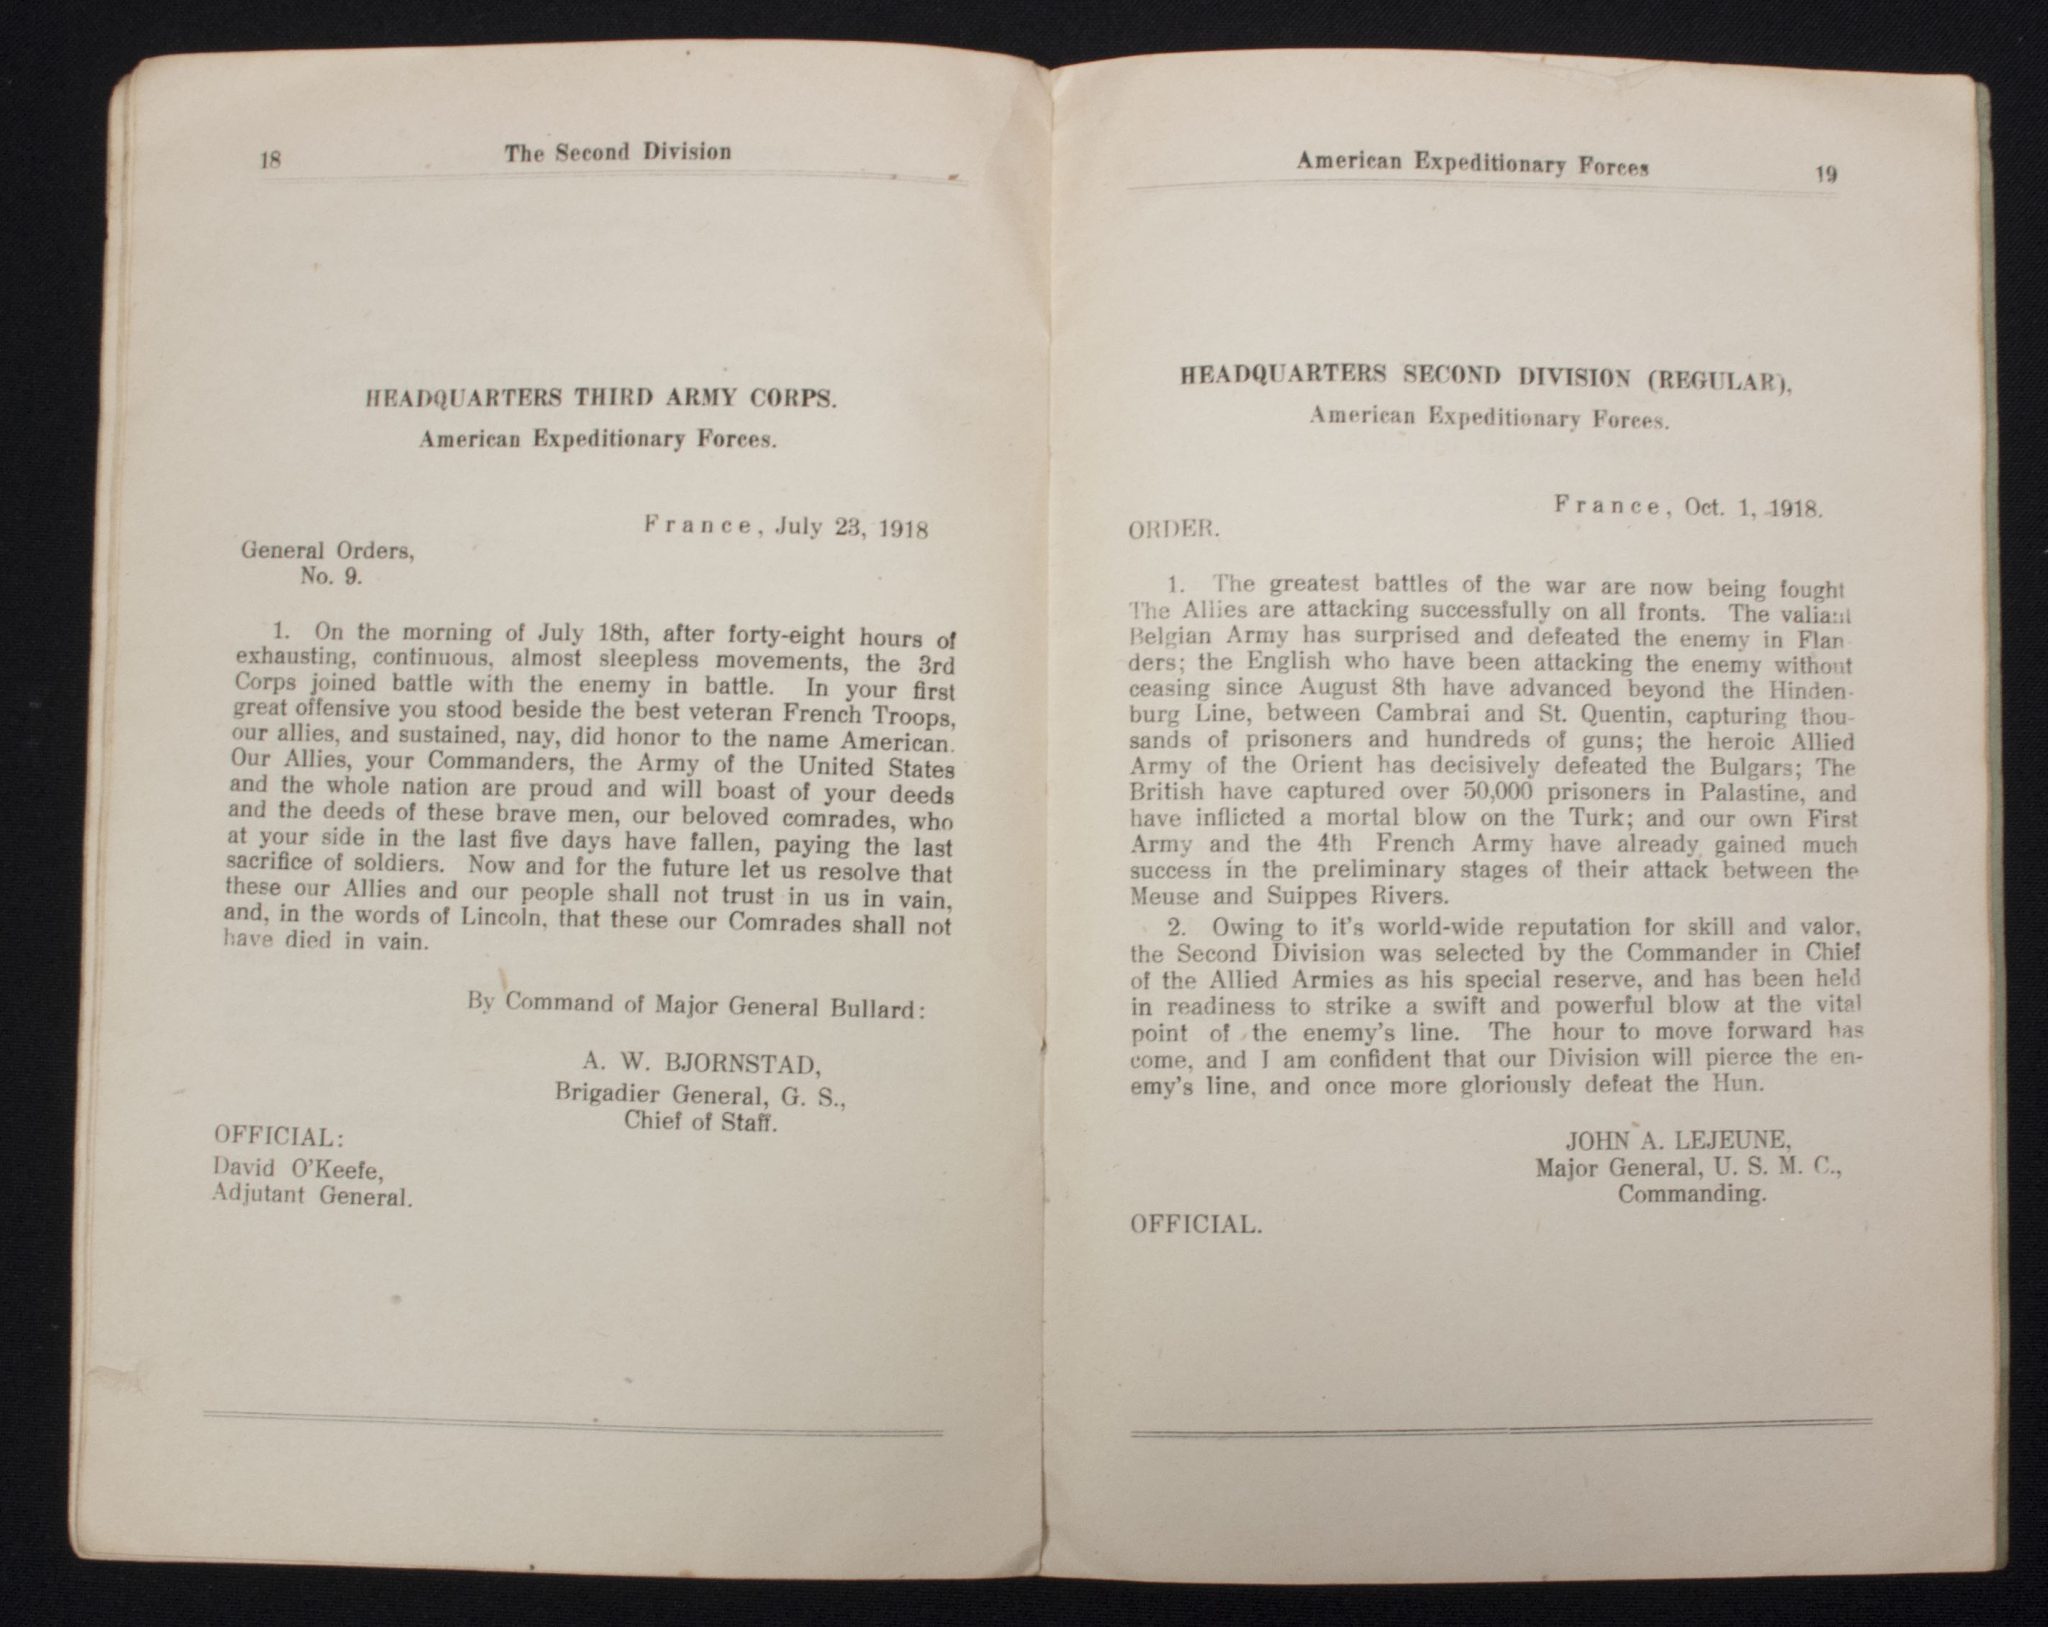 18
The Second Division
HEADQUARTERS THIRD ARMY CORPS.
American Expeditionary Forces.
France, July 23, 1918
General Orders,
No. 9.
1. On the morning of July 18th, after forty-eight hours of
exhausting, continuous, almost sleepless movements, the 3rd
Corps joined battle with the enemy in battle. In your first
great offensive you stood beside the best veteran French Troops,
our allies, and sustained, nay, did honor to the name American.
Our Allies, your Commanders, the Army of the United States
and the whole nation are proud and will boast of your deeds
and the deeds of these brave men, our beloved comrades, who
at your side in the last five days have fallen, paying the last
sacrifice of soldiers. Now and for the future let us resolve that
these our Allies and our people shall not trust in us in vain,
and, in the words of Lincoln, that these our Comrades shall not
have died in vain.
By Command of Major General Bullard:
A. W. BJORNSTAD,
Brigadier General, G. S.,
Chief of Staff.
OFFICIAL:
David O'Keefe,
Adjutant General.
American Expeditionary Forces
19
HEADQUARTERS SECOND DIVISION (REGULAR),
American Expeditionary Forces.
France, Oct. 1, 1918.
ORDER.
1. The greatest battles of the war are now being fought
The Allies are attacking successfully on all fronts. The valiant
Belgian Army has surprised and defeated the enemy in Flan
ders; the English who have been attacking the enemy without
ceasing since August 8th have advanced beyond the Hinden-
burg Line, between Cambrai and St. Quentin, capturing thou-
sands of prisoners and hundreds of guns; the heroic Allied
Army of the Orient has decisively defeated the Bulgars; The
British have captured over 50,000 prisoners in Palastine, and
have inflicted a mortal blow on the Turk; and our own First
Army and the 4th French Army have already gained much
success in the preliminary stages of their attack between the
Meuse and Suippes Rivers.
2. Owing to it's world-wide reputation for skill and valor,
the Second Division was selected by the Commander in Chief
of the Allied Armies as his special reserve, and has been held
in readiness to strike a swift and powerful blow at the vital
point of the enemy's line. The hour to move forward has
come, and I am confident that our Division will pierce the en-
emy's line, and once more gloriously defeat the Hun.
JOHN A. LEJEUNE,
Major General, U. S. M. C.,
Commanding.
OFFICIAL.